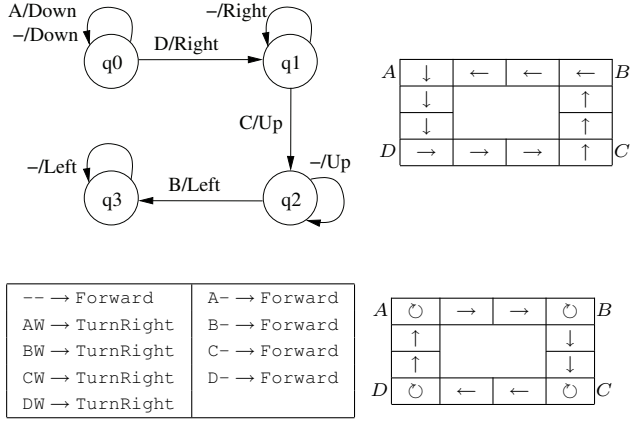 A/Down
−/Down
−/Right
D/Right
q0
q1
C/Up
−/Left
−/Up
B/Left
q3
q2
A ↓ ← ← ← B
↓ ↑
↓ ↑
D → → → ↑ C
-- → Forward
AW → TurnRight
BW → TurnRight
CW → TurnRight
DW → TurnRight
A- → Forward
B- → Forward
C- → Forward
D- → Forward
A ↻ → → ↻ B
↑ ↓
↑ ↓
D ↻ ← ← ↻ C